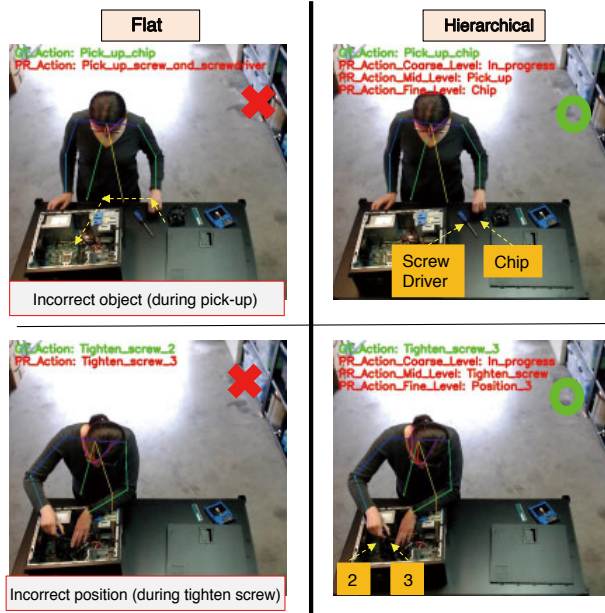 Flat
Hierarchical
GT_Action: Pick_up_chip
PR_Action: Pick_up_screw_and_screwdriver
GT_Action: Pick_up_chip
PR_Action_Coarse_Level: In_progress
PR_Action_Mid_Level: Pick_up
PR_Action_Fine_Level: Chip
Screw
Driver
Chip
Incorrect object (during pick-up)
GT_Action: Tighten_screw_2
PR_Action: Tighten_screw_3
GT_Action: Tighten_screw_3
PR_Action_Coarse_Level: In_progress
PR_Action_Mid_Level: Tighten_screw
PR_Action_Fine_Level: Position_3
Incorrect position (during tighten screw)
2
3